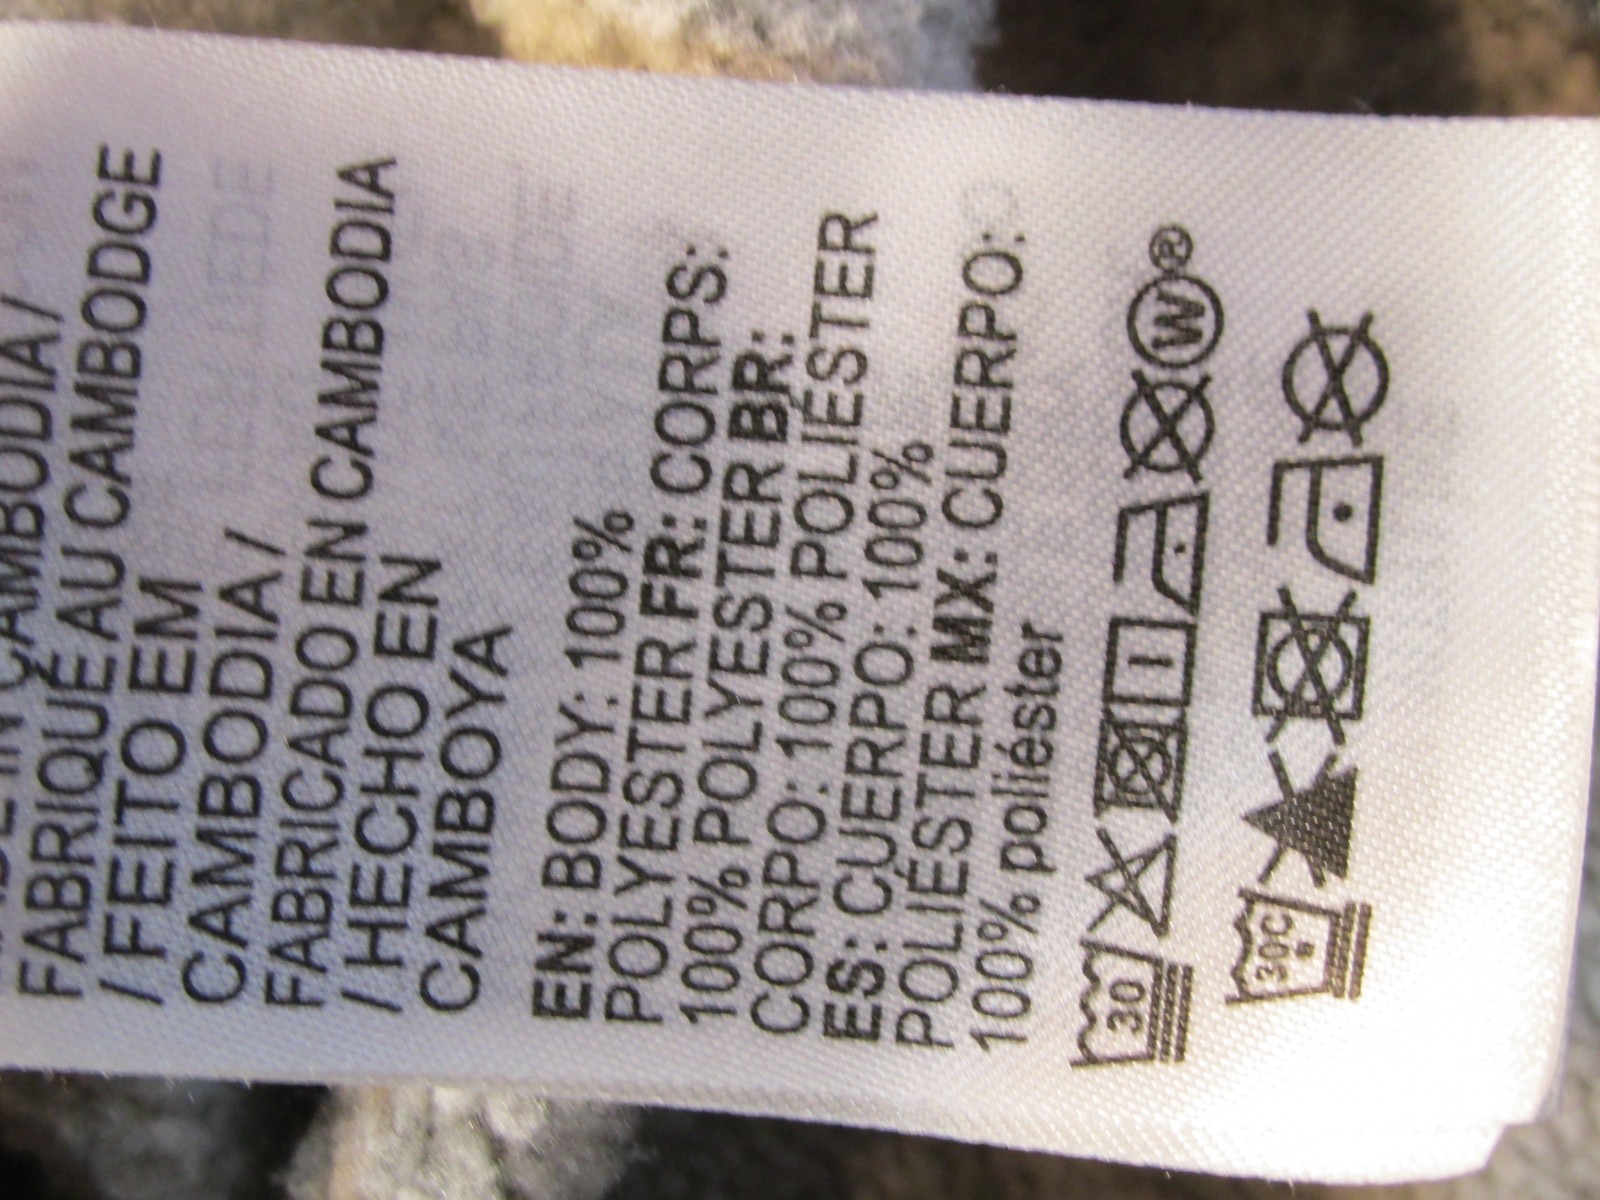 CAMBODIA /
FABRIQUÉ AU CAMBODGE
/ FEITO EM
CAMBODIA /
FABRICADO EN CAMBODIA
/ HECHO EN
CAMBOYA
EN: BODY: 100%
POLYESTER FR: CORPS:
100% POLYESTER BR:
CORPO: 100% POLIÉSTER
ES: CUERPO: 100%
POLIÉSTER MX: CUERPO:
100% poliéster
30 W®
30C